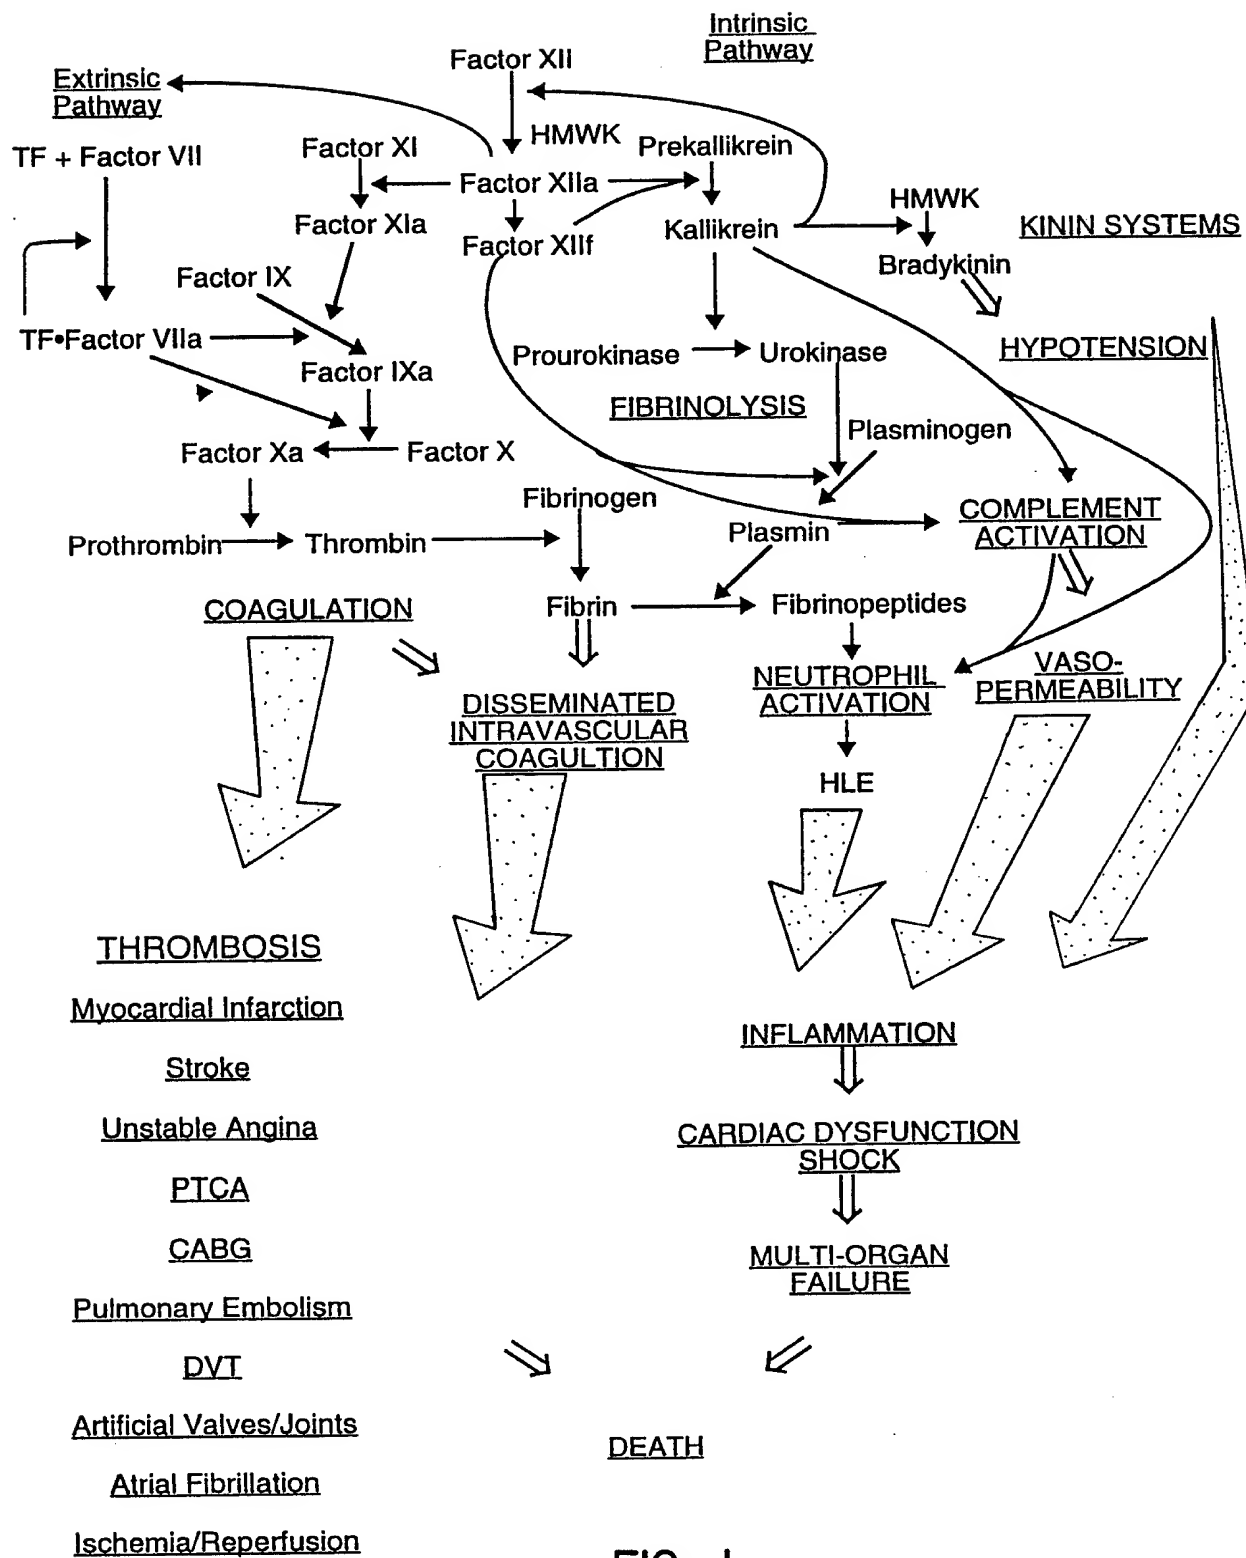 Intrinsic
Pathway
Factor XII
Extrinsic
Pathway
HMWK
TF + Factor VII
Factor XI
Prekallikrein
Factor XIIa
HMWK
Factor XIa
Factor XIIf
Kallikrein
KININ SYSTEMS
Bradykinin
Factor IX
TF•Factor VIIa
Prourokinase
Urokinase
HYPOTENSION
Factor IXa
FIBRINOLYSIS
Plasminogen
Factor Xa
Factor X
Fibrinogen
COMPLEMENT
ACTIVATION
Prothrombin
Thrombin
Plasmin
COAGULATION
Fibrin
Fibrinopeptides
NEUTROPHIL
ACTIVATION
VASO-
PERMEABILITY
DISSEMINATED
INTRAVASCULAR
COAGULTION
HLE
THROMBOSIS
Myocardial Infarction
Stroke
Unstable Angina
PTCA
CABG
Pulmonary Embolism
DVT
Artificial Valves/Joints
Atrial Fibrillation
Ischemia/Reperfusion
INFLAMMATION
CARDIAC DYSFUNCTION
SHOCK
MULTI-ORGAN
FAILURE
DEATH